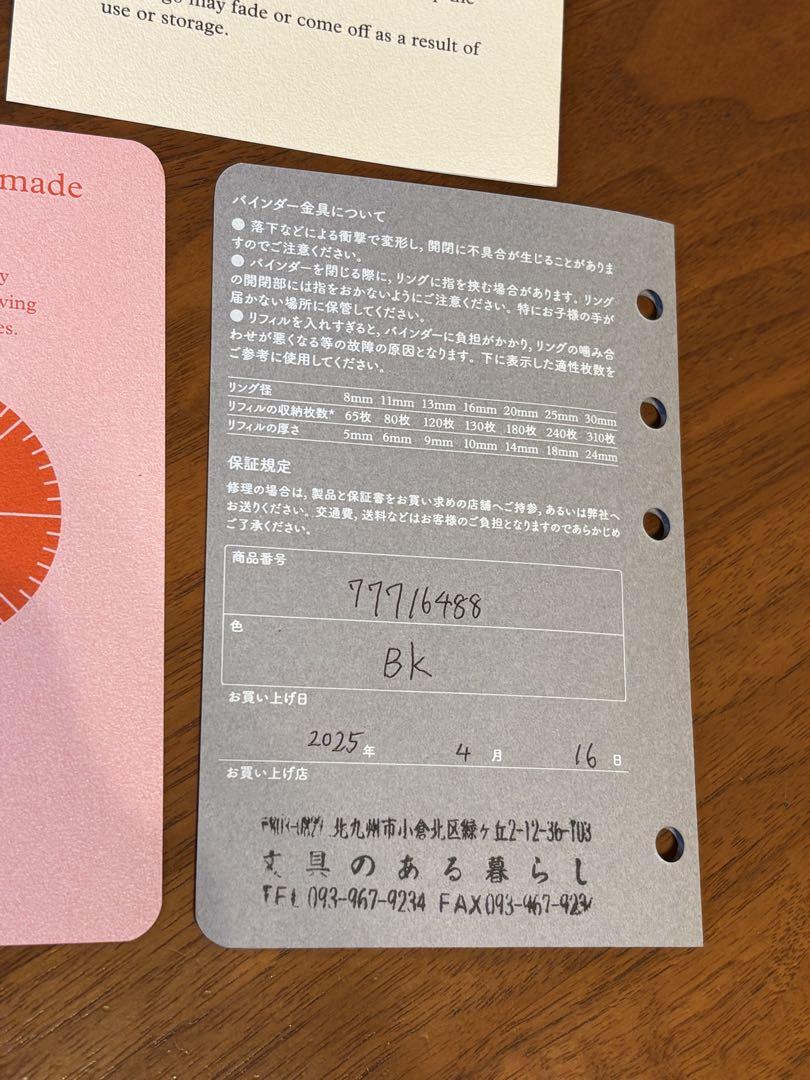 may fade or come off as a result of
use or storage.
made
ving
es.
バインダー金具について
● 落下などによる衝撃で変形し, 開閉に不具合が生じることがありま
すのでご注意ください。
● バインダーを閉じる際に, リングに指を挟む場合があります。リング
の開閉部には指をおかないようにご注意ください。特にお子様の手が
届かない場所に保管してください。
● リフィルを入れすぎると, バインダーに負担がかかり, リングの噛み合
わせが悪くなる等の故障の原因となります。下に表示した適性枚数を
ご参考に使用してください。
リング径 8mm 11mm 13mm 16mm 20mm 25mm 30mm
リフィルの収納枚数* 65枚 80枚 120枚 130枚 180枚 240枚 310枚
リフィルの厚さ 5mm 6mm 9mm 10mm 14mm 18mm 24mm
保証規定
修理の場合は, 製品と保証書をお買い求めの店舗へご持参, あるいは弊社へ
お送りください。交通費, 送料などはお客様のご負担となりますのであらかじめ
ご了承ください。
商品番号
77716488
色
Bk
お買い上げ日
2025年 4月 16日
お買い上げ店
北九州市小倉北区緑ヶ丘2-12-36-103
文具のある暮らし
TEL 093-967-9234 FAX 093-967-923